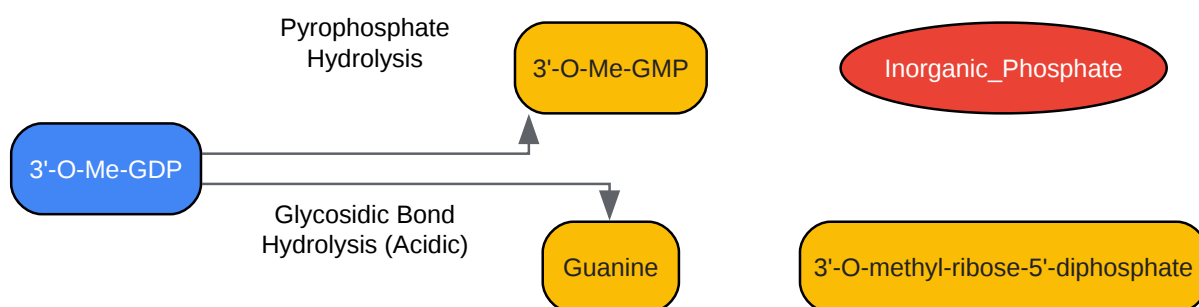 Pyrophosphate
Hydrolysis
3'-O-Me-GMP
Inorganic_Phosphate
3'-O-Me-GDP
Glycosidic Bond
Hydrolysis (Acidic)
Guanine
3'-O-methyl-ribose-5'-diphosphate